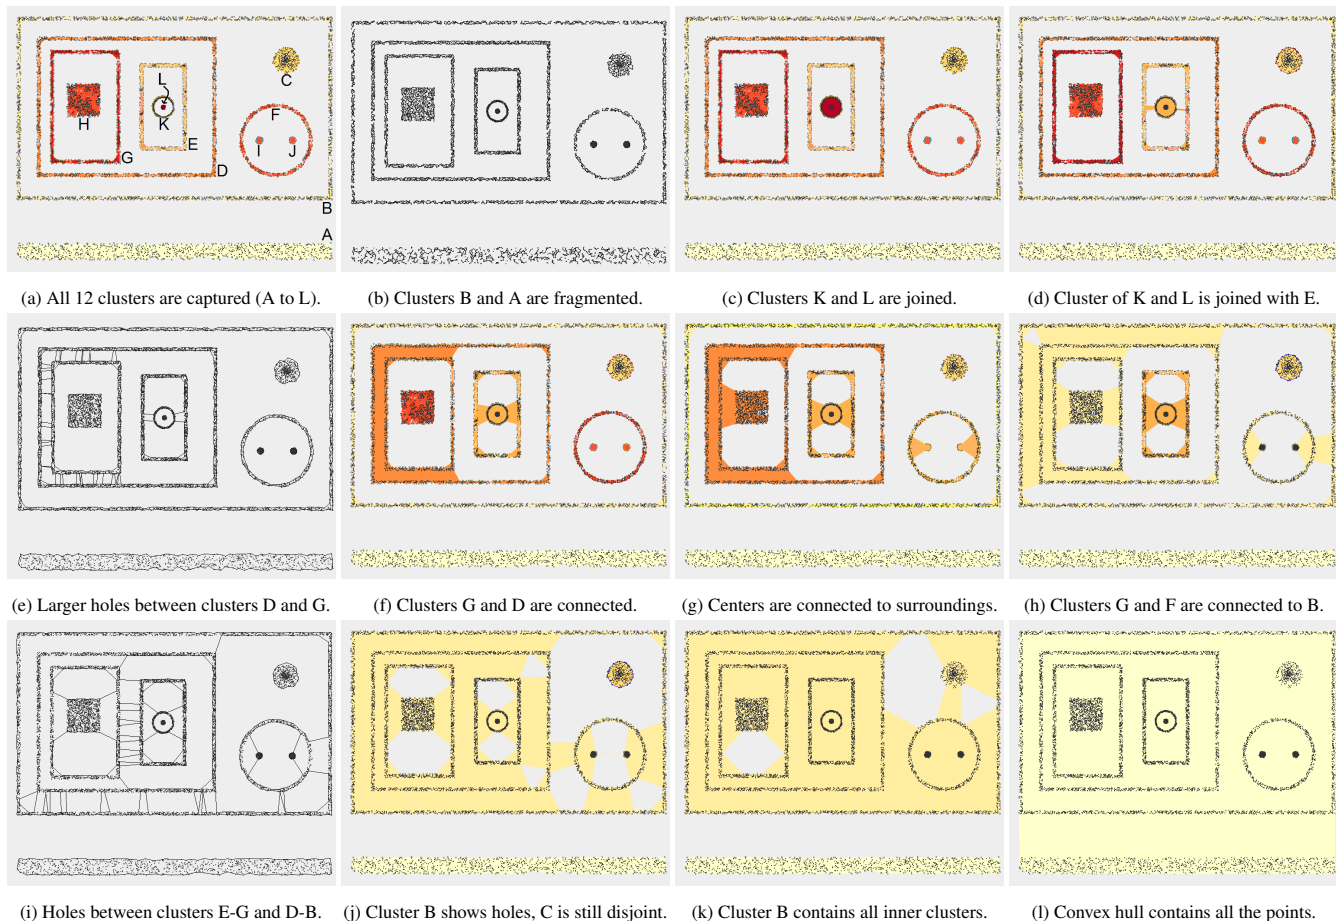 C
L
F
H
K
E
I
J
G
D
B
A
(a) All 12 clusters are captured (A to L).
(b) Clusters B and A are fragmented.
(c) Clusters K and L are joined.
(d) Cluster of K and L is joined with E.
(e) Larger holes between clusters D and G.
(f) Clusters G and D are connected.
(g) Centers are connected to surroundings.
(h) Clusters G and F are connected to B.
(i) Holes between clusters E-G and D-B.
(j) Cluster B shows holes, C is still disjoint.
(k) Cluster B contains all inner clusters.
(l) Convex hull contains all the points.